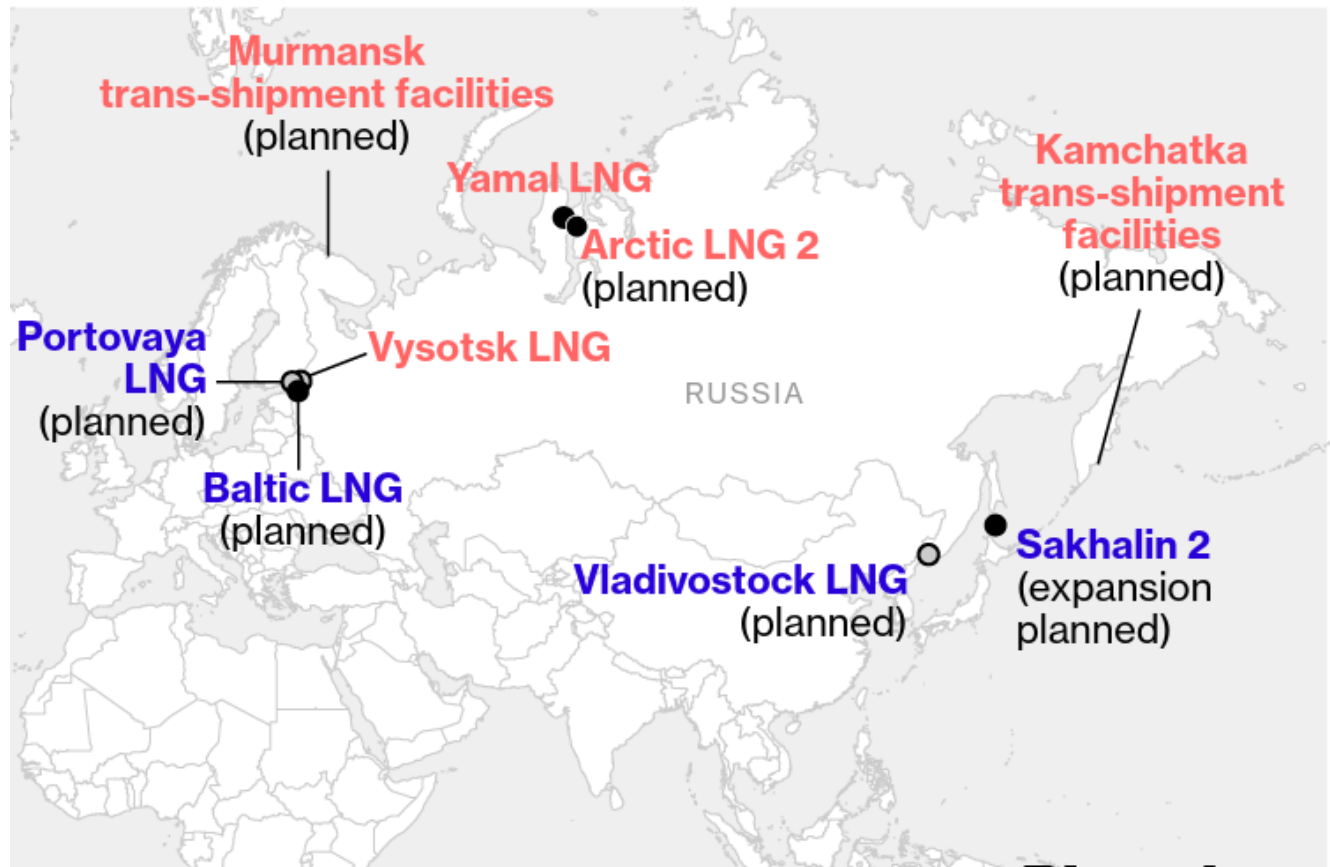 Murmansk
trans-shipment facilities
(planned)
Yamal LNG
Arctic LNG 2
(planned)
Kamchatka
trans-shipment
facilities
(planned)
Portovaya
LNG
(planned)
Vysotsk LNG
RUSSIA
Baltic LNG
(planned)
Vladivostock LNG
(planned)
Sakhalin 2
(expansion
planned)